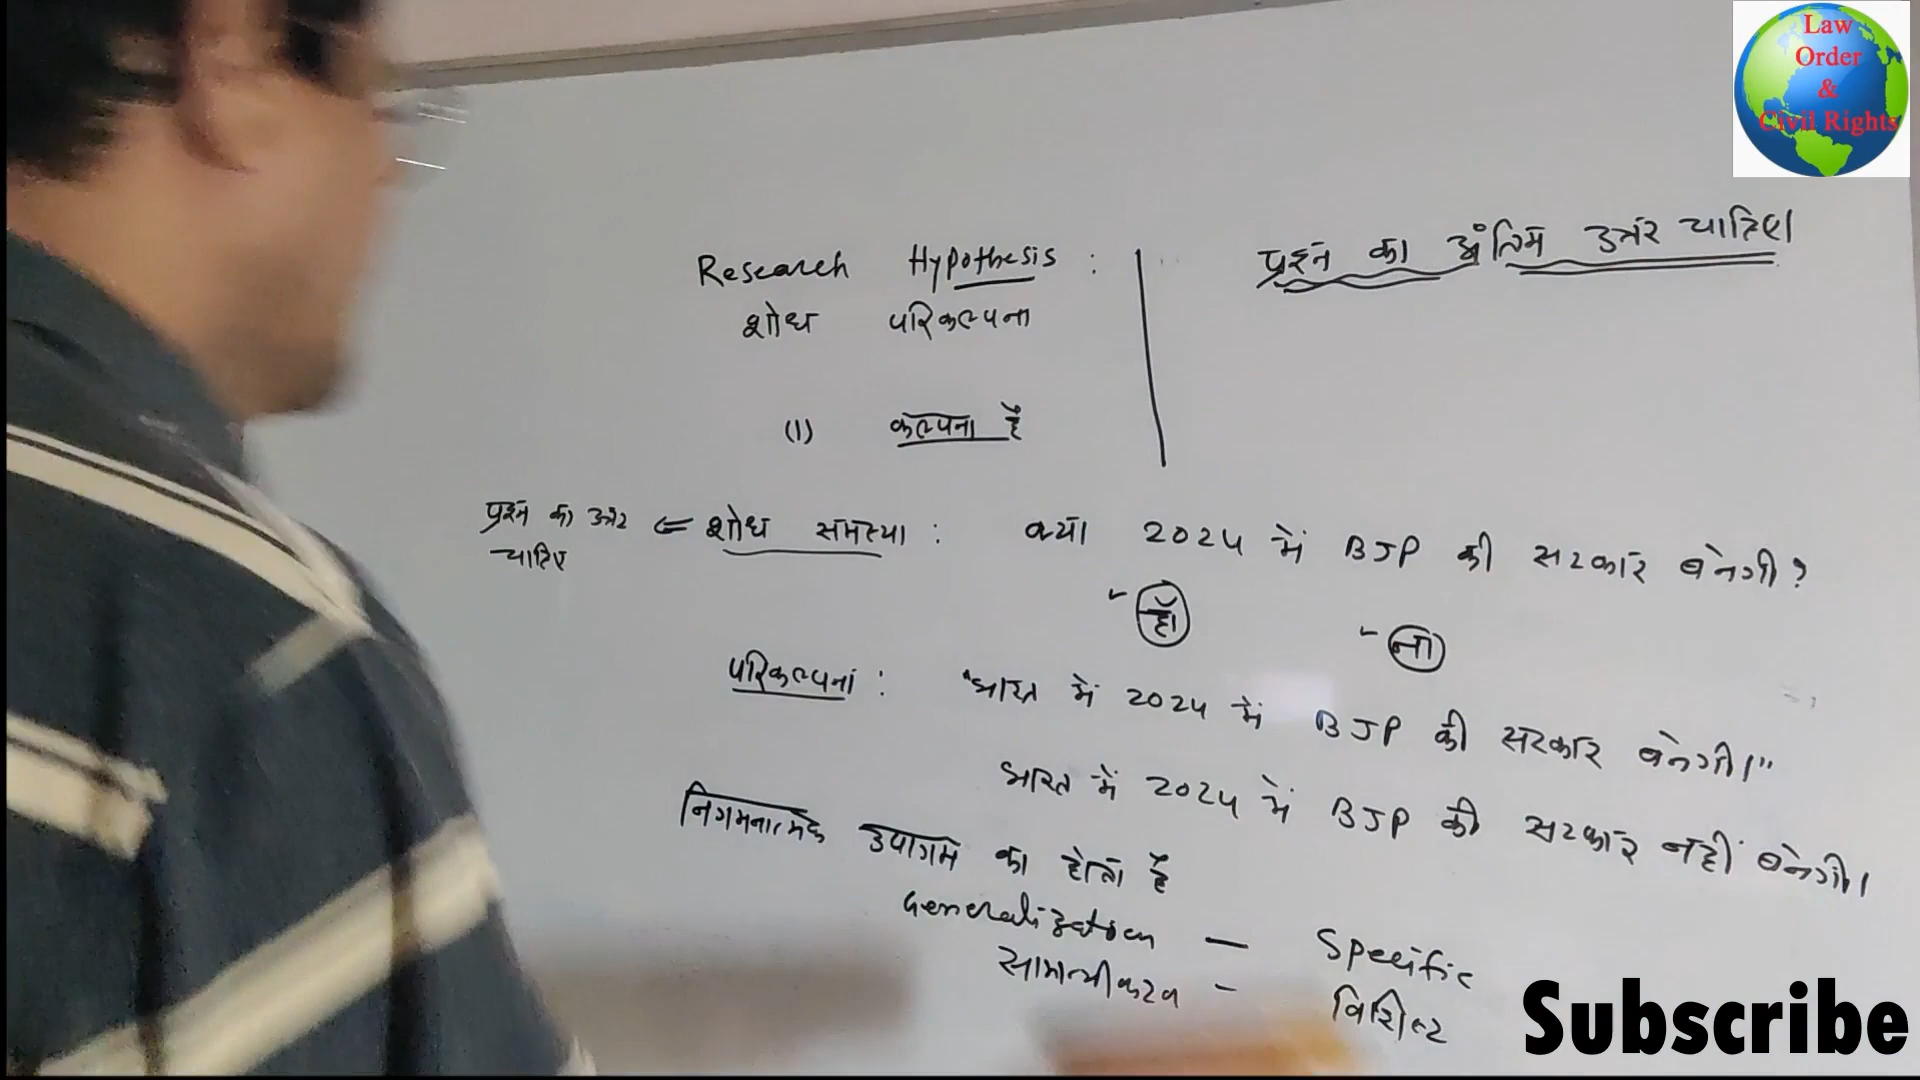 Law
Order
&
Civil Rights
Research Hypothesis :
शोध परिकल्पना
प्रश्न का अंतिम उत्तर चाहिए।
(1) कल्पना है
प्रश्न का उत्तर चाहिए ⇐ शोध समस्या : क्या 2024 में BJP की सरकार बनेगी?
हाँ ना
परिकल्पना : "भारत में 2024 में BJP की सरकार बनेगी।"
भारत में 2024 में BJP की सरकार नहीं बनेगी।
निगमनात्मक उपागम का होता है
Generalization — Specific
सामान्यीकरण - विशिष्ट
Subscribe